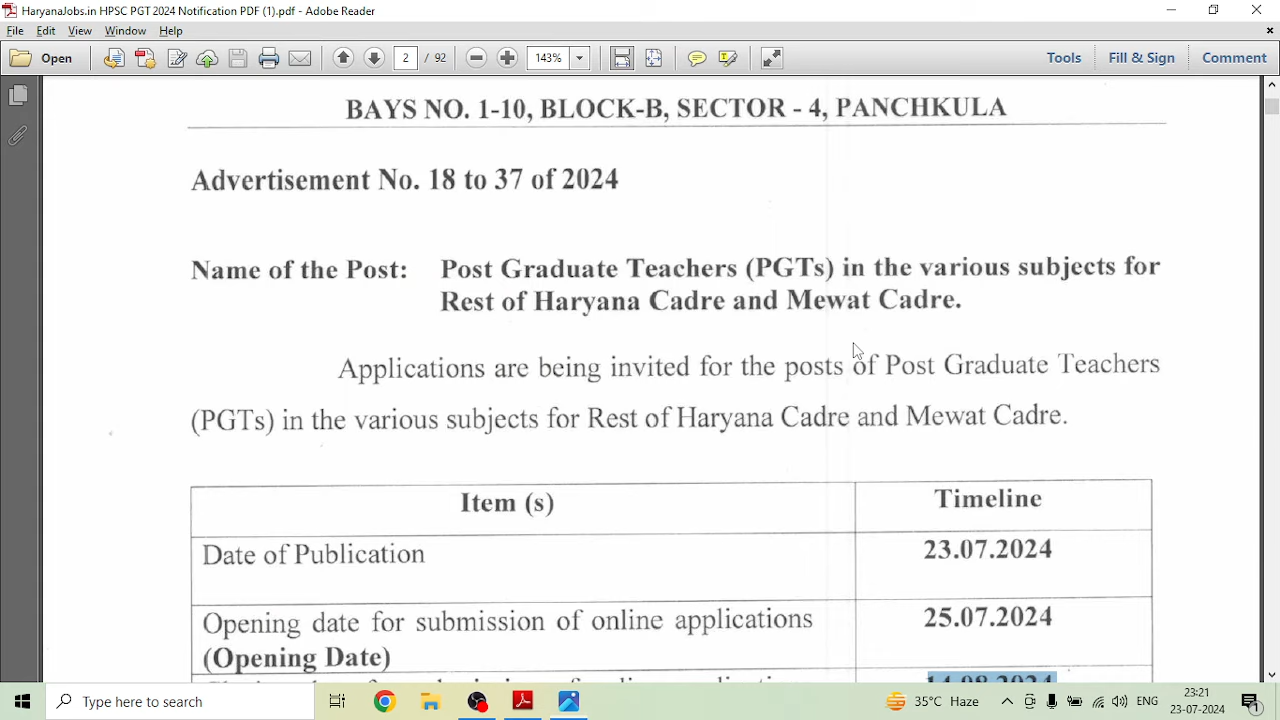 HaryanaJobs.in HPSC PGT 2024 Notification PDF (1).pdf - Adobe Reader
File Edit View Window Help
Open 2 / 92 143% Tools Fill & Sign Comment
BAYS NO. 1-10, BLOCK-B, SECTOR - 4, PANCHKULA
Advertisement No. 18 to 37 of 2024
Name of the Post: Post Graduate Teachers (PGTs) in the various subjects for
Rest of Haryana Cadre and Mewat Cadre.
Applications are being invited for the posts of Post Graduate Teachers
(PGTs) in the various subjects for Rest of Haryana Cadre and Mewat Cadre.
Item (s) Timeline
Date of Publication 23.07.2024
Opening date for submission of online applications 25.07.2024
(Opening Date)
14.08.2024
Type here to search 35°C Haze ENG 23:21
23-07-2024 1